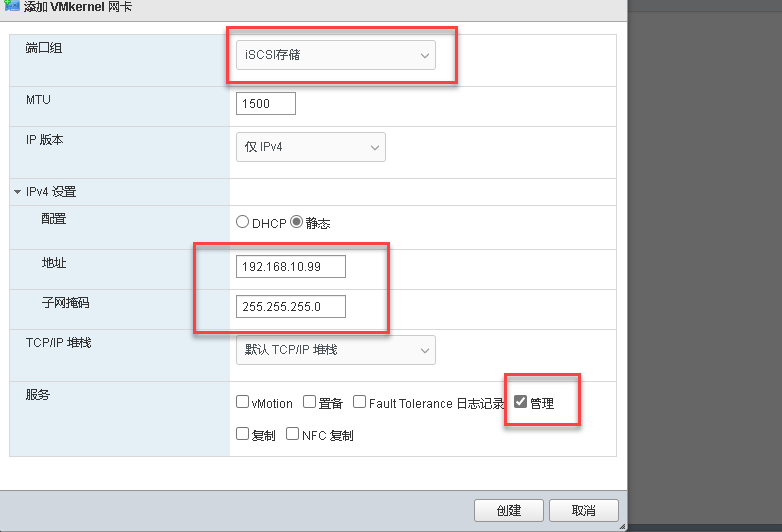 添加 VMkernel 网卡
端口组 iSCSI存储
MTU 1500
IP 版本 仅 IPv4
IPv4 设置
配置 DHCP 静态
地址 192.168.10.99
子网掩码 255.255.255.0
TCP/IP 堆栈 默认 TCP/IP 堆栈
服务 vMotion 置备 Fault Tolerance 日志记录 管理
复制 NFC 复制
创建 取消